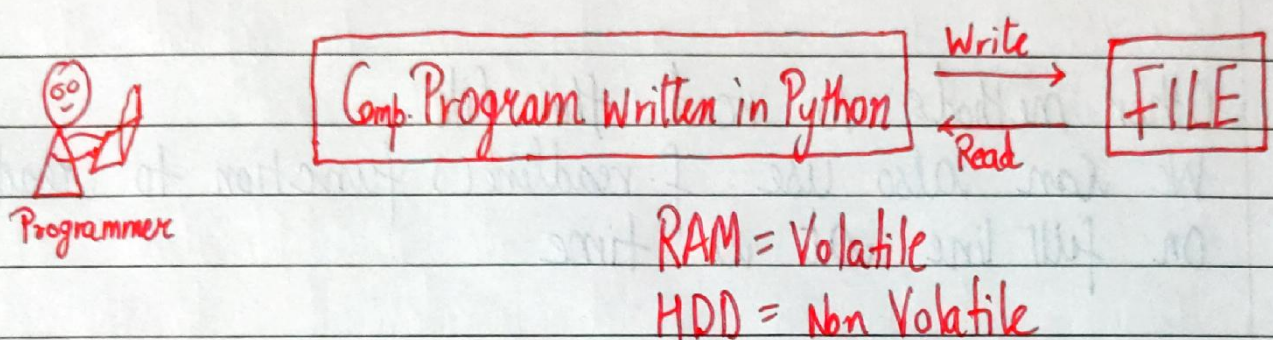 Write
Comp. Program Written in Python
FILE
Read
Programmer
RAM = Volatile
HDD = Non Volatile